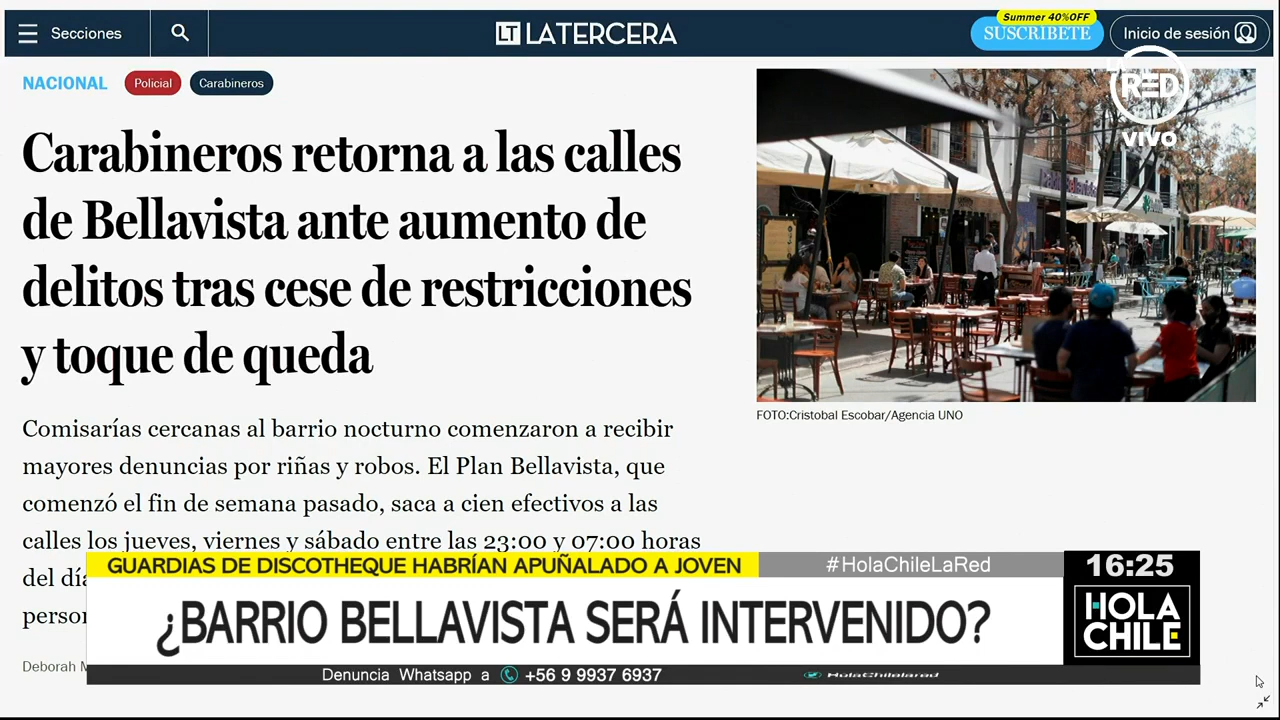 Secciones
LT LATERCERA
Summer 40%OFF
SUSCRÍBETE
Inicio de sesión
LA RED
VIVO
NACIONAL
Policial
Carabineros
Carabineros retorna a las calles
de Bellavista ante aumento de
delitos tras cese de restricciones
y toque de queda
FOTO:Cristobal Escobar/Agencia UNO
Comisarías cercanas al barrio nocturno comenzaron a recibir
mayores denuncias por riñas y robos. El Plan Bellavista, que
comenzó el fin de semana pasado, saca a cien efectivos a las
calles los jueves, viernes y sábado entre las 23:00 y 07:00 horas
del
Deborah
GUARDIAS DE DISCOTHEQUE HABRÍAN APUÑALADO A JOVEN
#HolaChileLaRed
16:25
¿BARRIO BELLAVISTA SERÁ INTERVENIDO?
HOLA
CHILE
Denuncia Whatsapp a +56 9 9937 6937